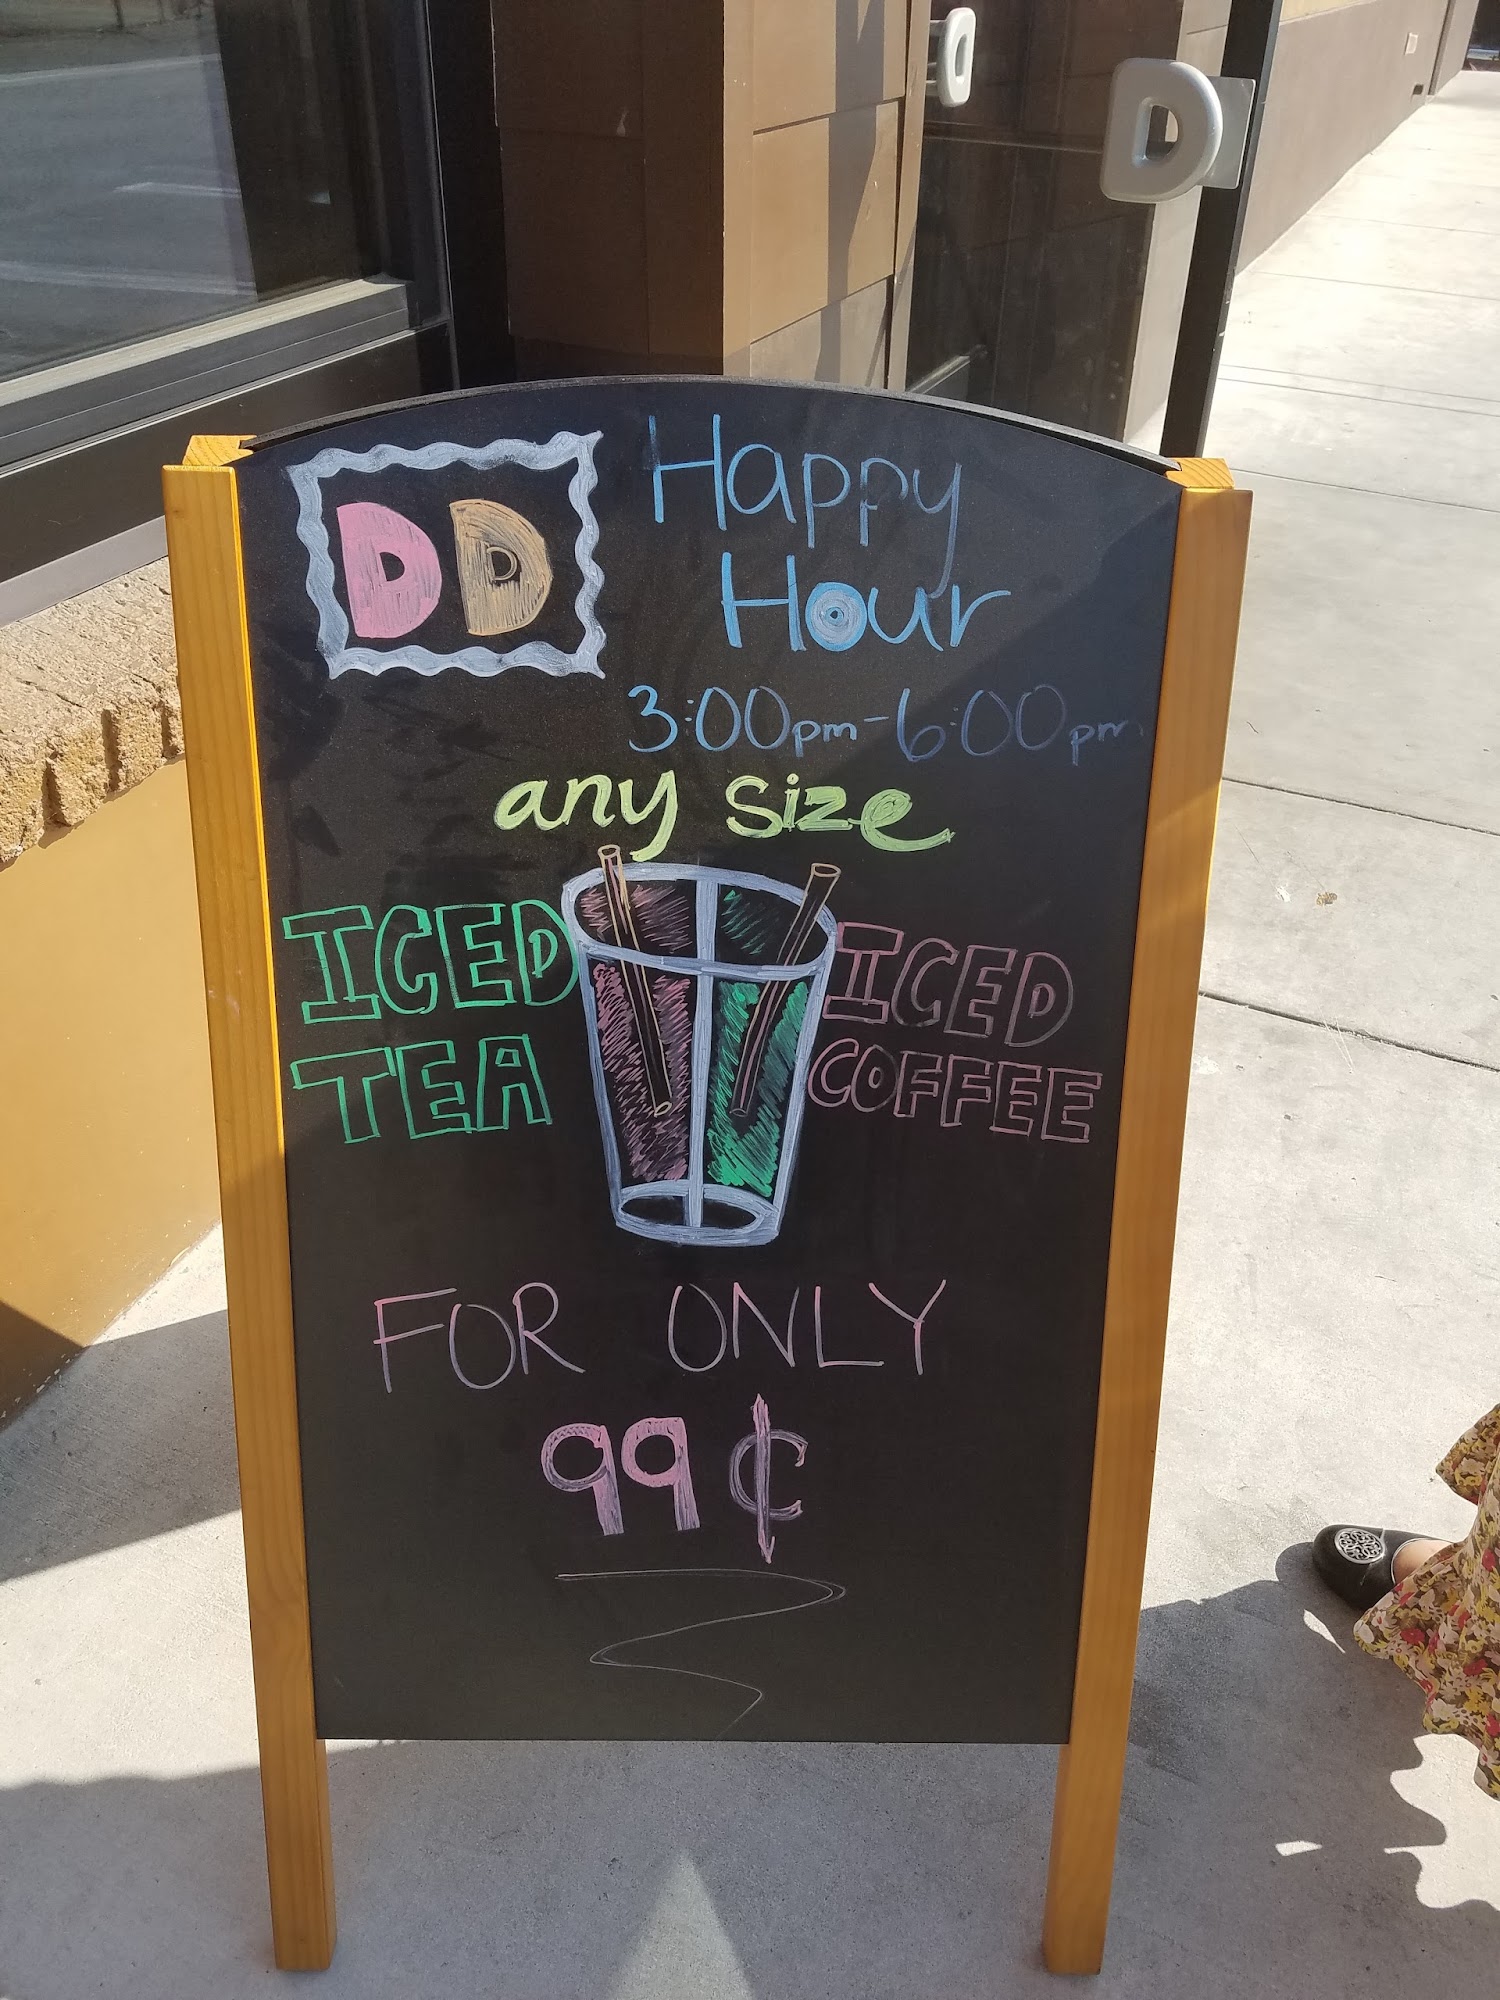 DD
Happy
Hour
3:00pm-6:00pm
any size
ICED
TEA
ICED
COFFEE
FOR ONLY
99¢